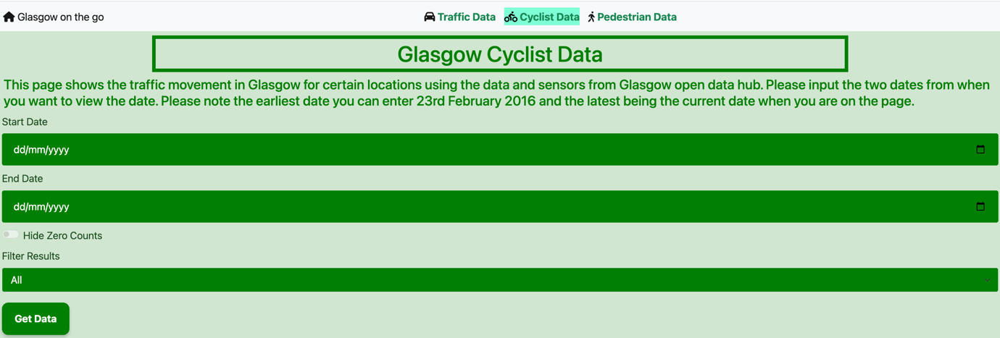 Glasgow on the go
Traffic Data
Cyclist Data
Pedestrian Data
Glasgow Cyclist Data
This page shows the traffic movement in Glasgow for certain locations using the data and sensors from Glasgow open data hub. Please input the two dates from when
you want to view the date. Please note the earliest date you can enter 23rd February 2016 and the latest being the current date when you are on the page.
Start Date
dd/mm/yyyy
End Date
dd/mm/yyyy
Hide Zero Counts
Filter Results
All
Get Data